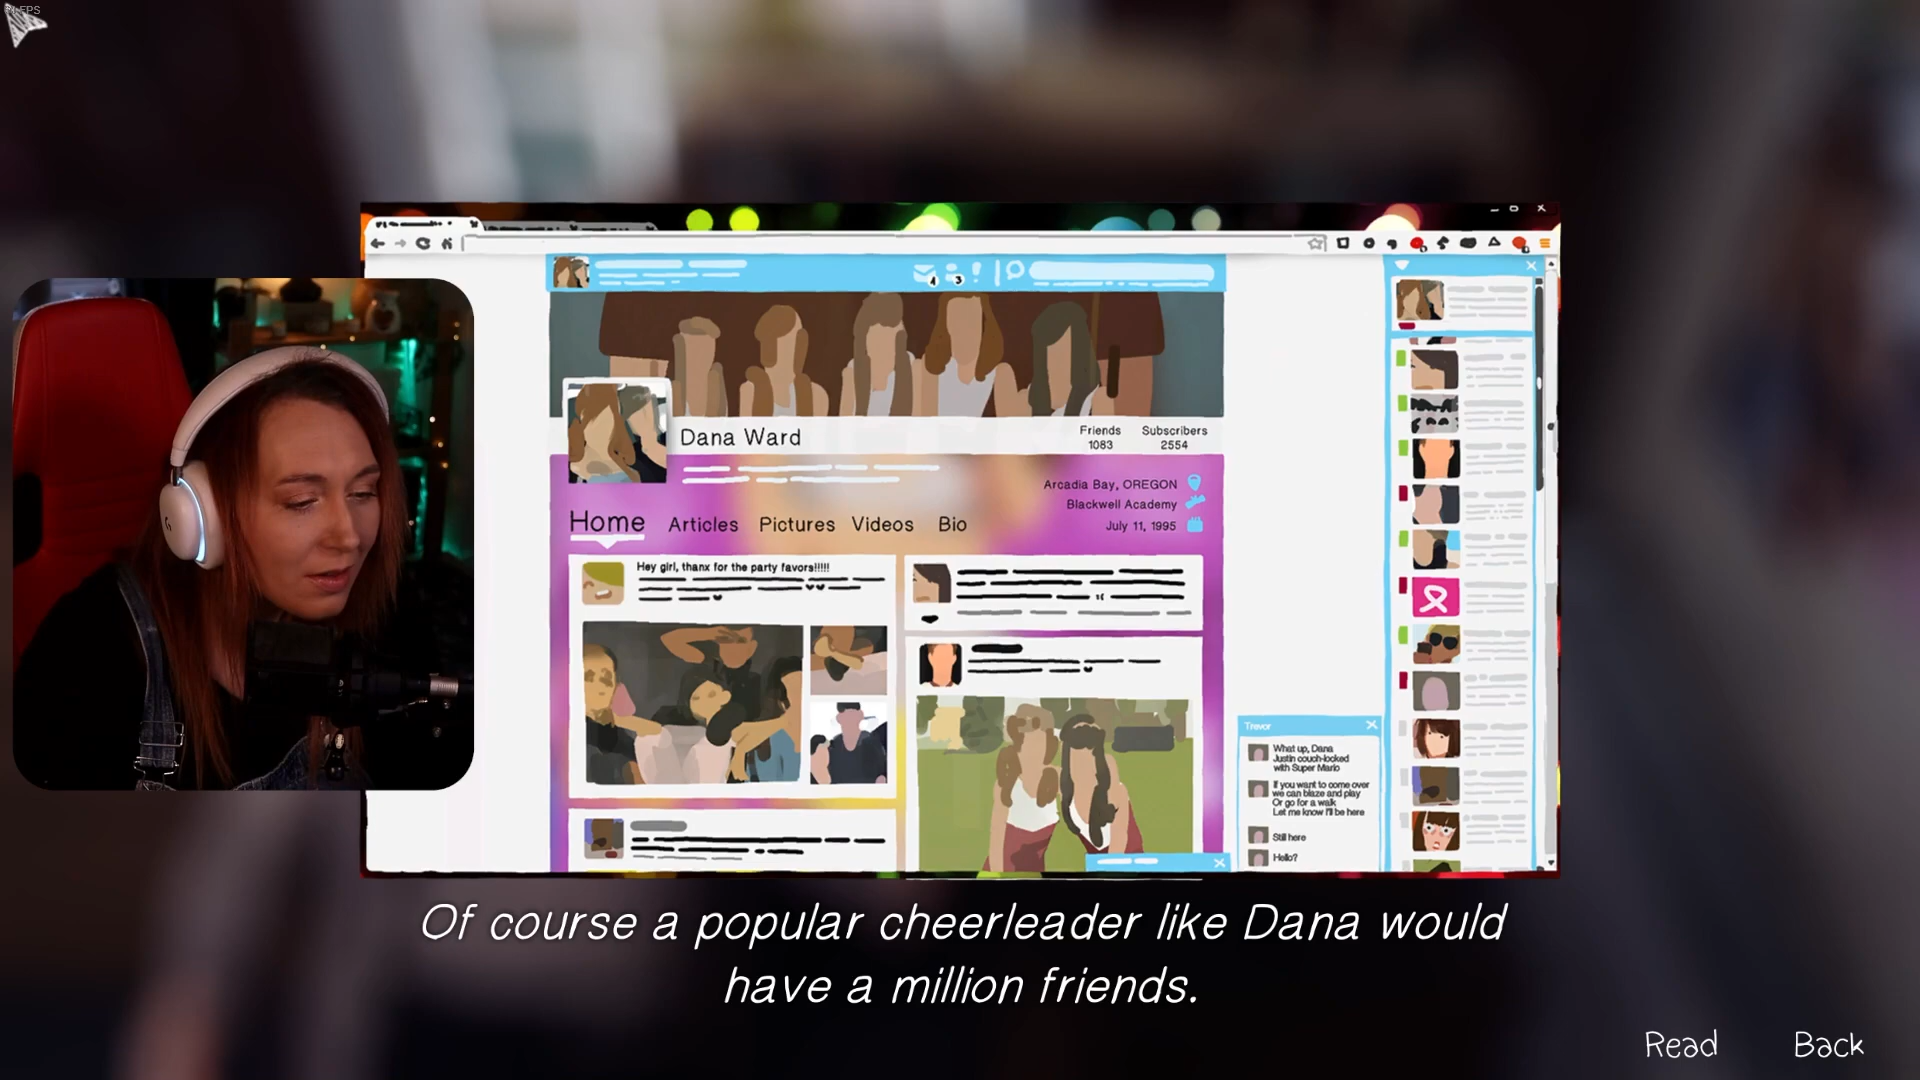 FPS
4
3
Dana Ward
Friends
1083
Subscribers
2554
Arcadia Bay, OREGON
Blackwell Academy
July 11, 1995
Home Articles Pictures Videos Bio
Hey girl, thanx for the party favors!!!!!
Trevor
What up, Dana
Justin couch-locked
with Super Mario
If you want to come over
we can blaze and play
Or go for a walk
Let me know I'll be here
Still here
Hello?
Of course a popular cheerleader like Dana would
have a million friends.
Read Back